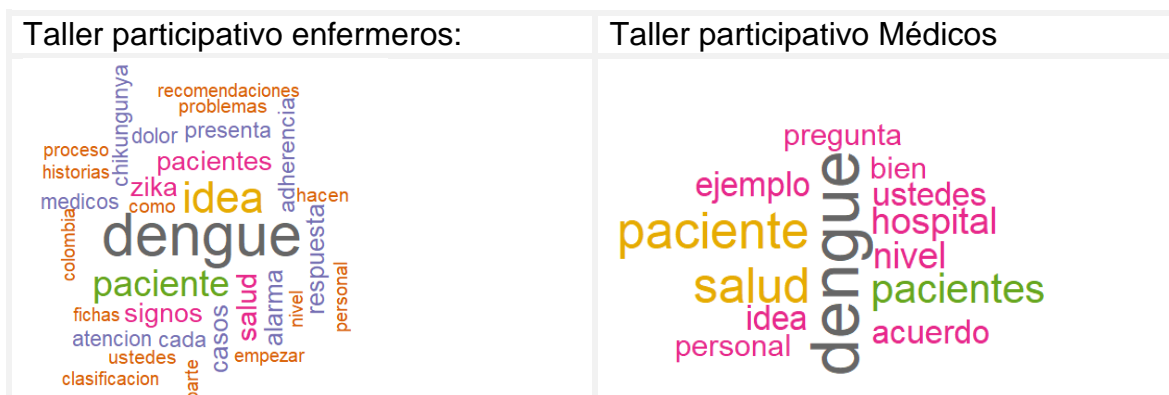 Taller participativo enfermeros:
Taller participativo Médicos
recomendaciones
problemas
chikungunya
dolor
presenta
adherencia
proceso
pacientes
historias
zika
idea
hacen
medicos
como
dengue
colombia
respuesta
paciente
salud
alarma
nivel
personal
fichas
signos
casos
atencion
cada
ustedes
empezar
clasificacion
parte
pregunta
dengue
bien
ejemplo
ustedes
paciente
hospital
nivel
salud
pacientes
idea
acuerdo
personal